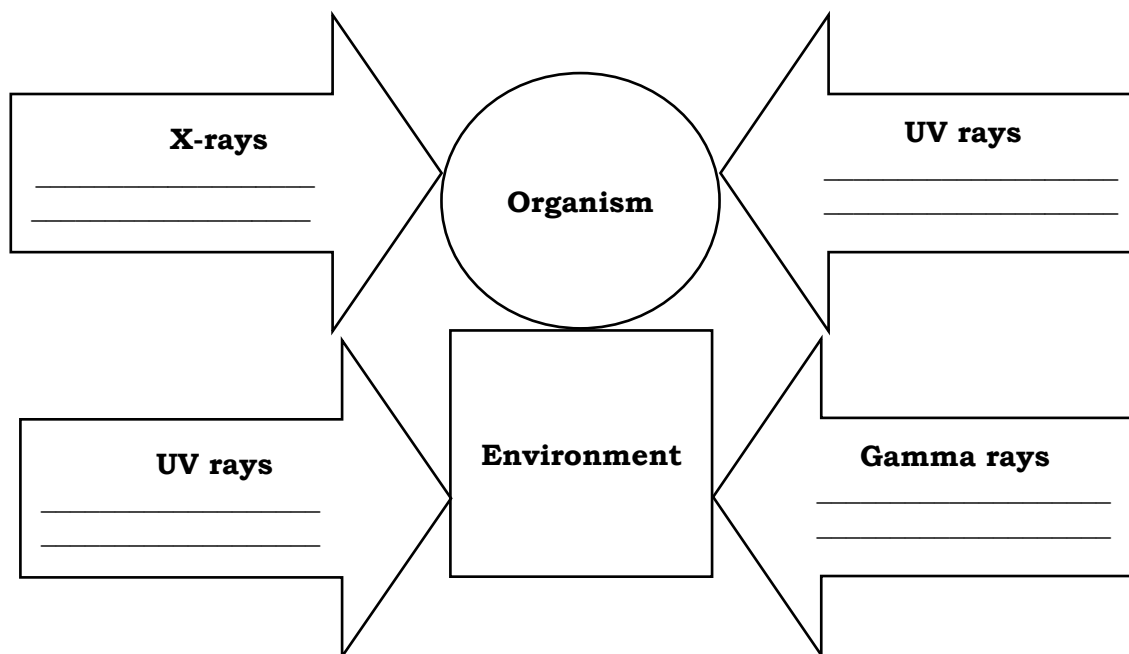 X-rays
UV rays
Organism
UV rays
Environment
Gamma rays